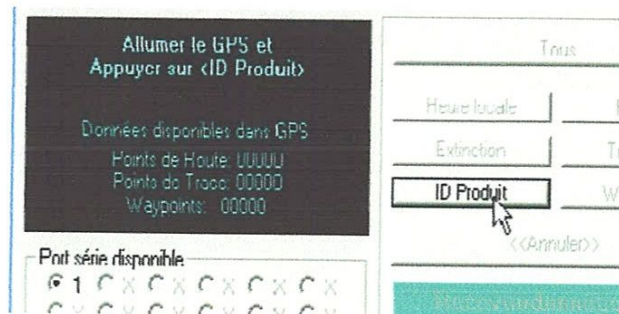 Allumer le GPS et
Appuyer sur <ID Produit>
Données disponibles dans GPS
Points de Route: 00000
Points de Trace: 00000
Waypoints: 00000
Port série disponible
1 X X X X X
X X X X X
Tous
Heure locale
Extinction
ID Produit
W
<<Annuler>>